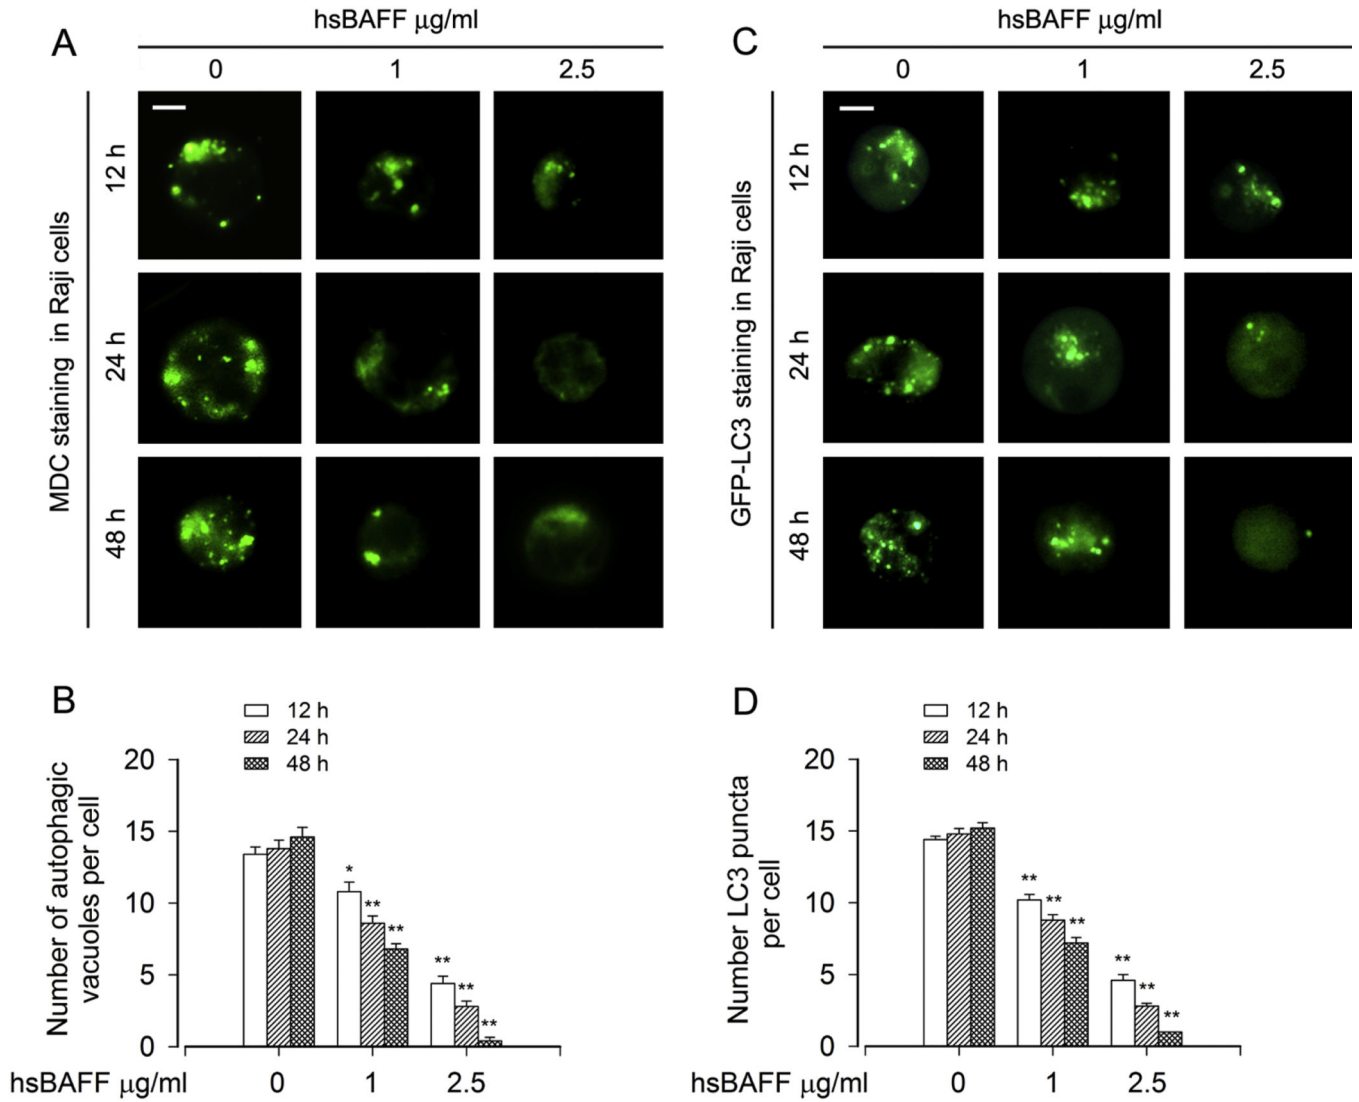 A
hsBAFF μg/ml
0 1 2.5
MDC staining in Raji cells
12 h
24 h
48 h
C
hsBAFF μg/ml
0 1 2.5
GFP-LC3 staining in Raji cells
12 h
24 h
48 h
B
12 h
24 h
48 h
Number of autophagic
vacuoles per cell
20
15
10
5
0
*
**
**
**
**
**
hsBAFF μg/ml 0 1 2.5
D
12 h
24 h
48 h
Number LC3 puncta
per cell
20
15
10
5
0
**
**
**
**
**
**
hsBAFF μg/ml 0 1 2.5